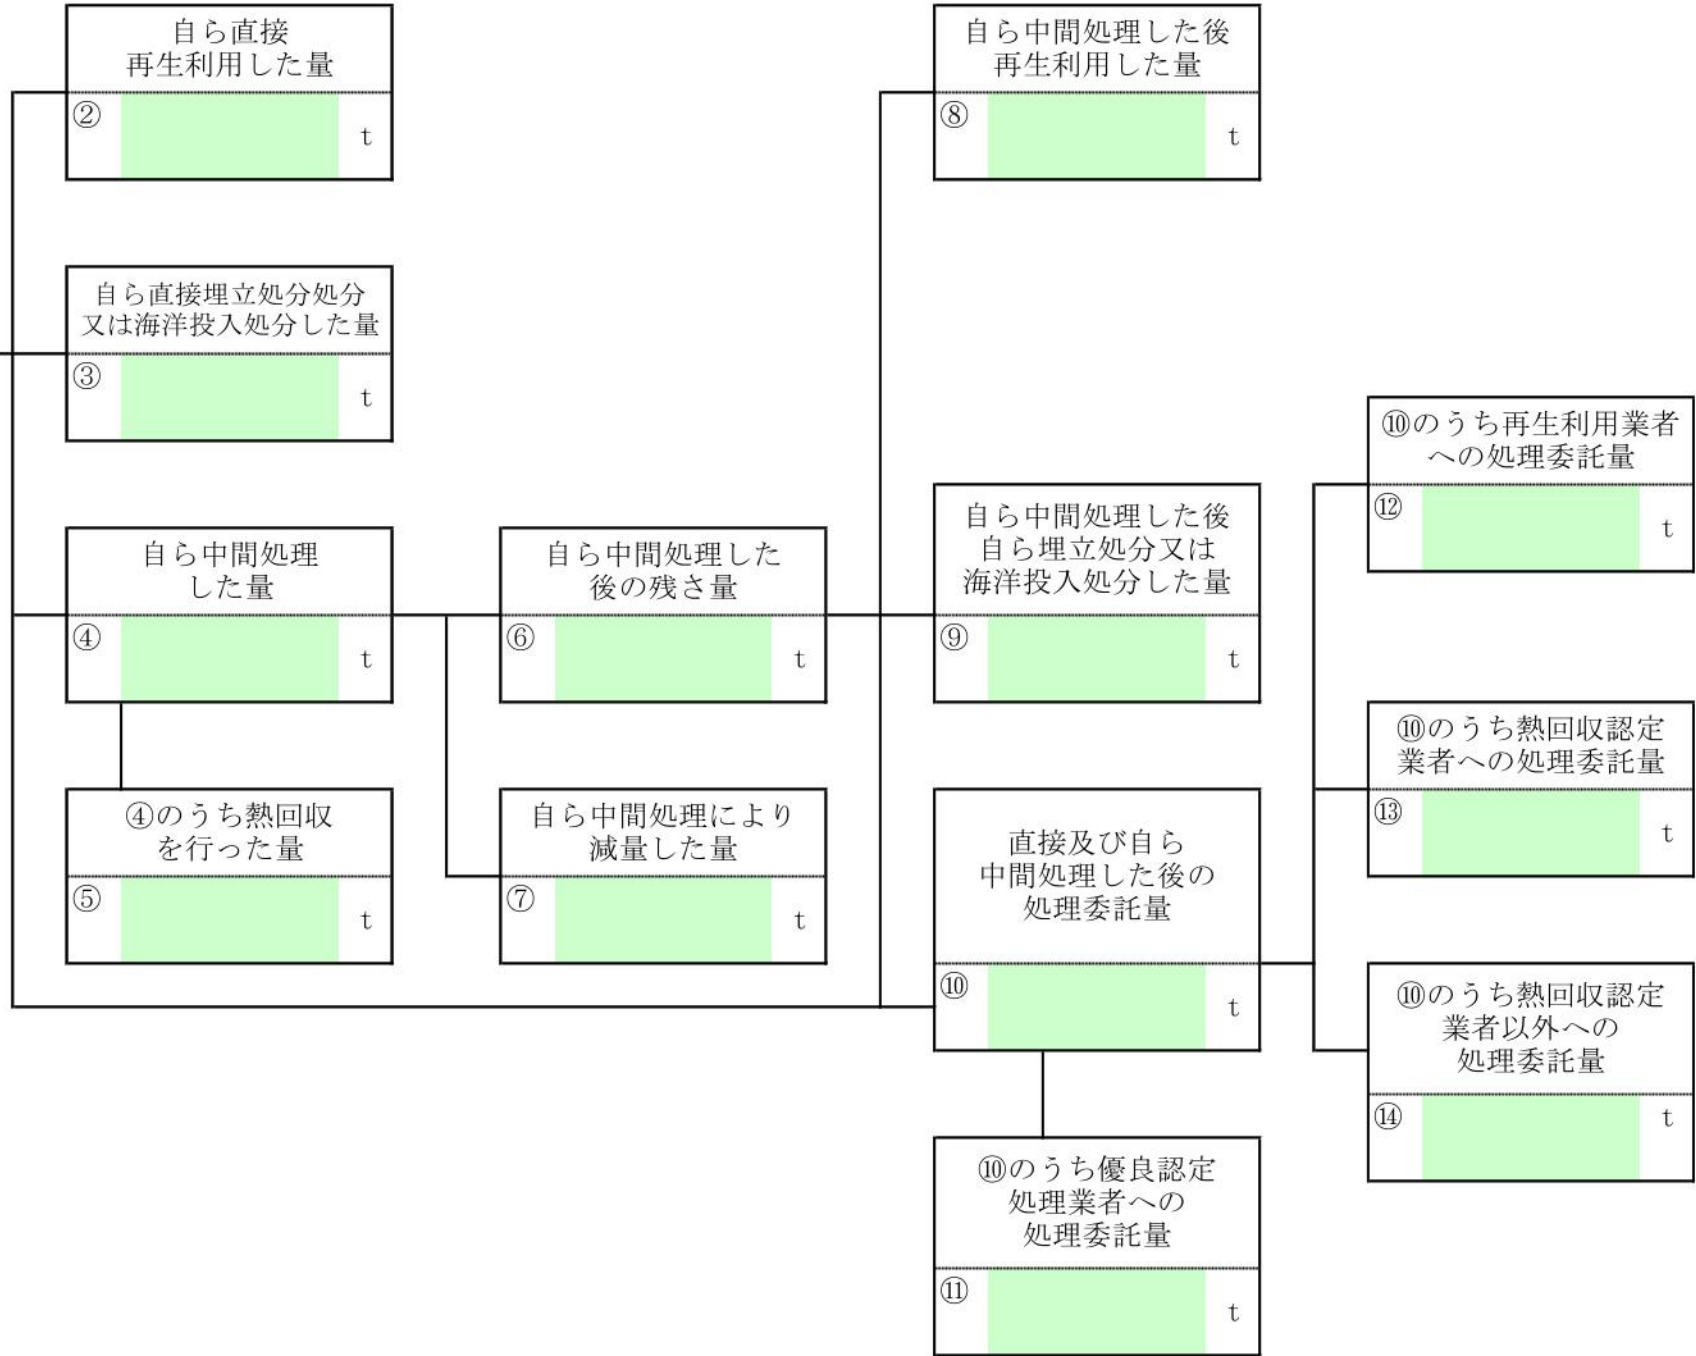 自ら直接
再生利用した量
②
t
自ら中間処理した後
再生利用した量
⑧
t
自ら直接埋立処分処分
又は海洋投入処分した量
③
t
⑩のうち再生利用業者
への処理委託量
⑫
t
自ら中間処理
した量
④
t
自ら中間処理した
後の残さ量
⑥
t
自ら中間処理した後
自ら埋立処分又は
海洋投入処分した量
⑨
t
⑩のうち熱回収認定
業者への処理委託量
⑬
t
④のうち熱回収
を行った量
⑤
t
自ら中間処理により
減量した量
⑦
t
直接及び自ら
中間処理した後の
処理委託量
⑩
t
⑩のうち熱回収認定
業者以外への
処理委託量
⑭
t
⑩のうち優良認定
処理業者への
処理委託量
⑪
t